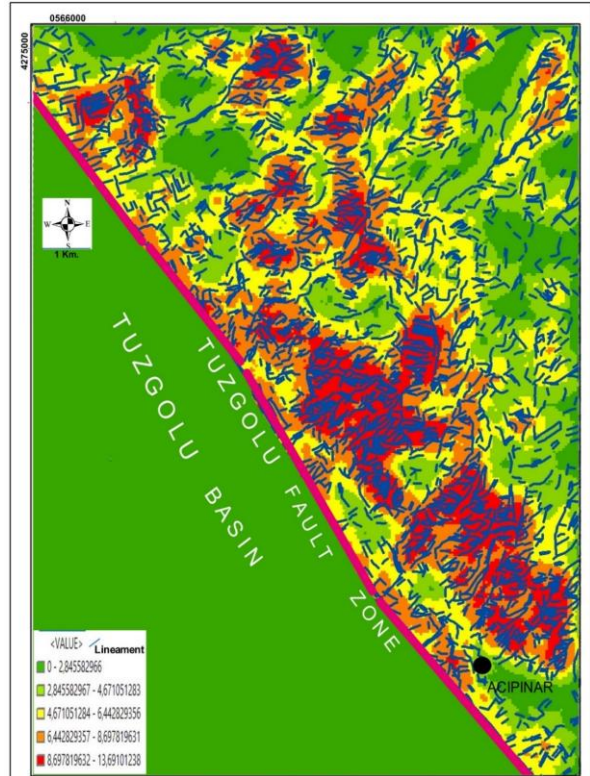 0566000
4275000
N
W E
S
1 Km.
TUZGOLU FAULT ZONE
TUZGOLU BASIN
<VALUE> Lineament
0 - 2,845582966
2,845582967 - 4,671051283
4,671051284 - 6,442829356
6,442829357 - 8,697819631
8,697819632 - 13,69101238
ACIPINAR